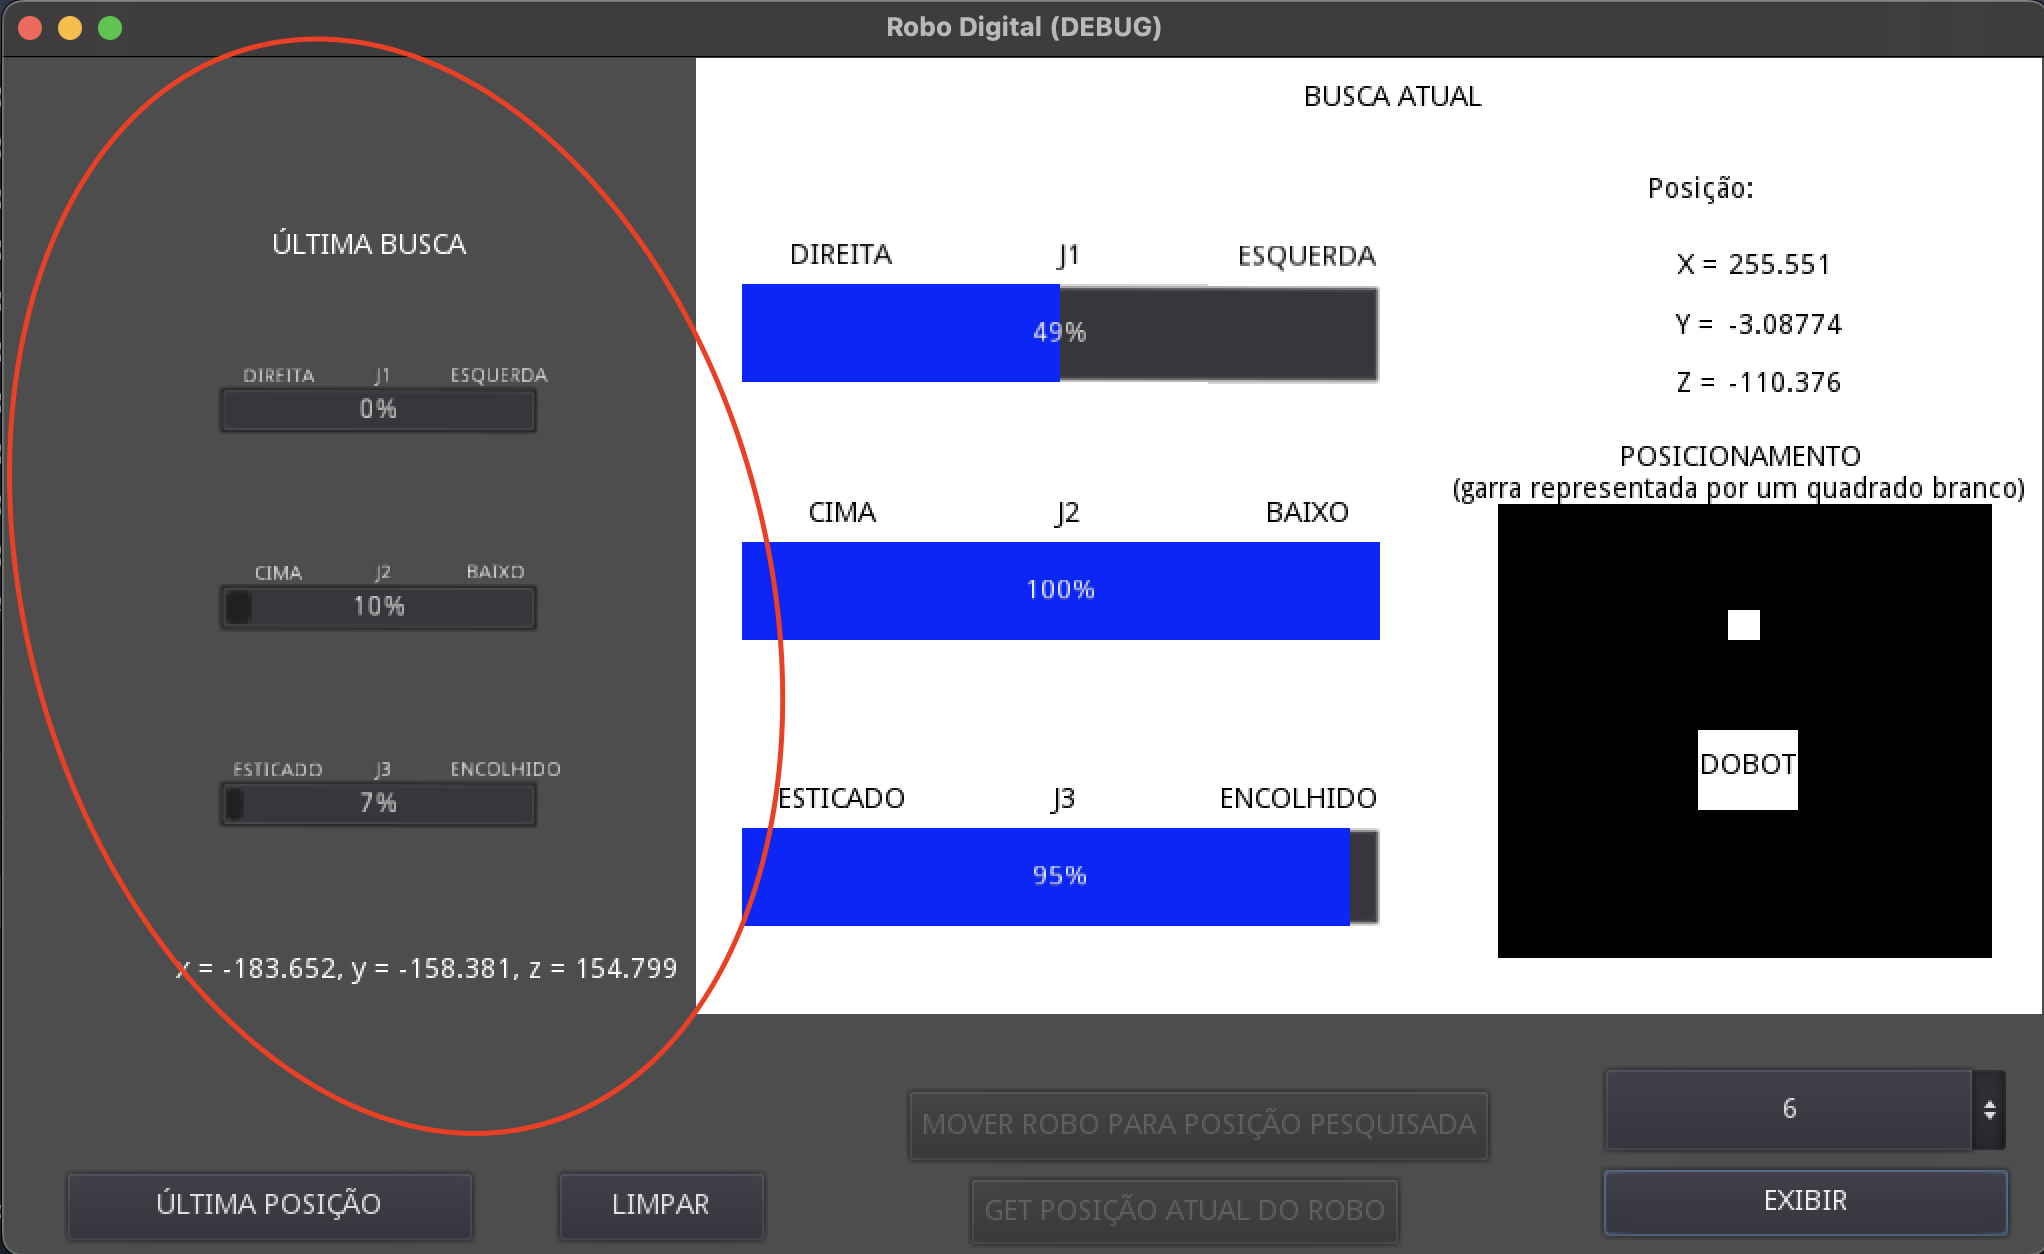 Robo Digital (DEBUG)
ÚLTIMA BUSCA
DIREITA J1 ESQUERDA
0%
CIMA J2 BAIXO
10%
ESTICADO J3 ENCOLHIDO
7%
x = -183.652, y = -158.381, z = 154.799
BUSCA ATUAL
DIREITA J1 ESQUERDA
49%
CIMA J2 BAIXO
100%
ESTICADO J3 ENCOLHIDO
95%
Posição:
X = 255.551
Y = -3.08774
Z = -110.376
POSICIONAMENTO
(garra representada por um quadrado branco)
DOBOT
MOVER ROBO PARA POSIÇÃO PESQUISADA
6
ÚLTIMA POSIÇÃO
LIMPAR
GET POSIÇÃO ATUAL DO ROBO
EXIBIR